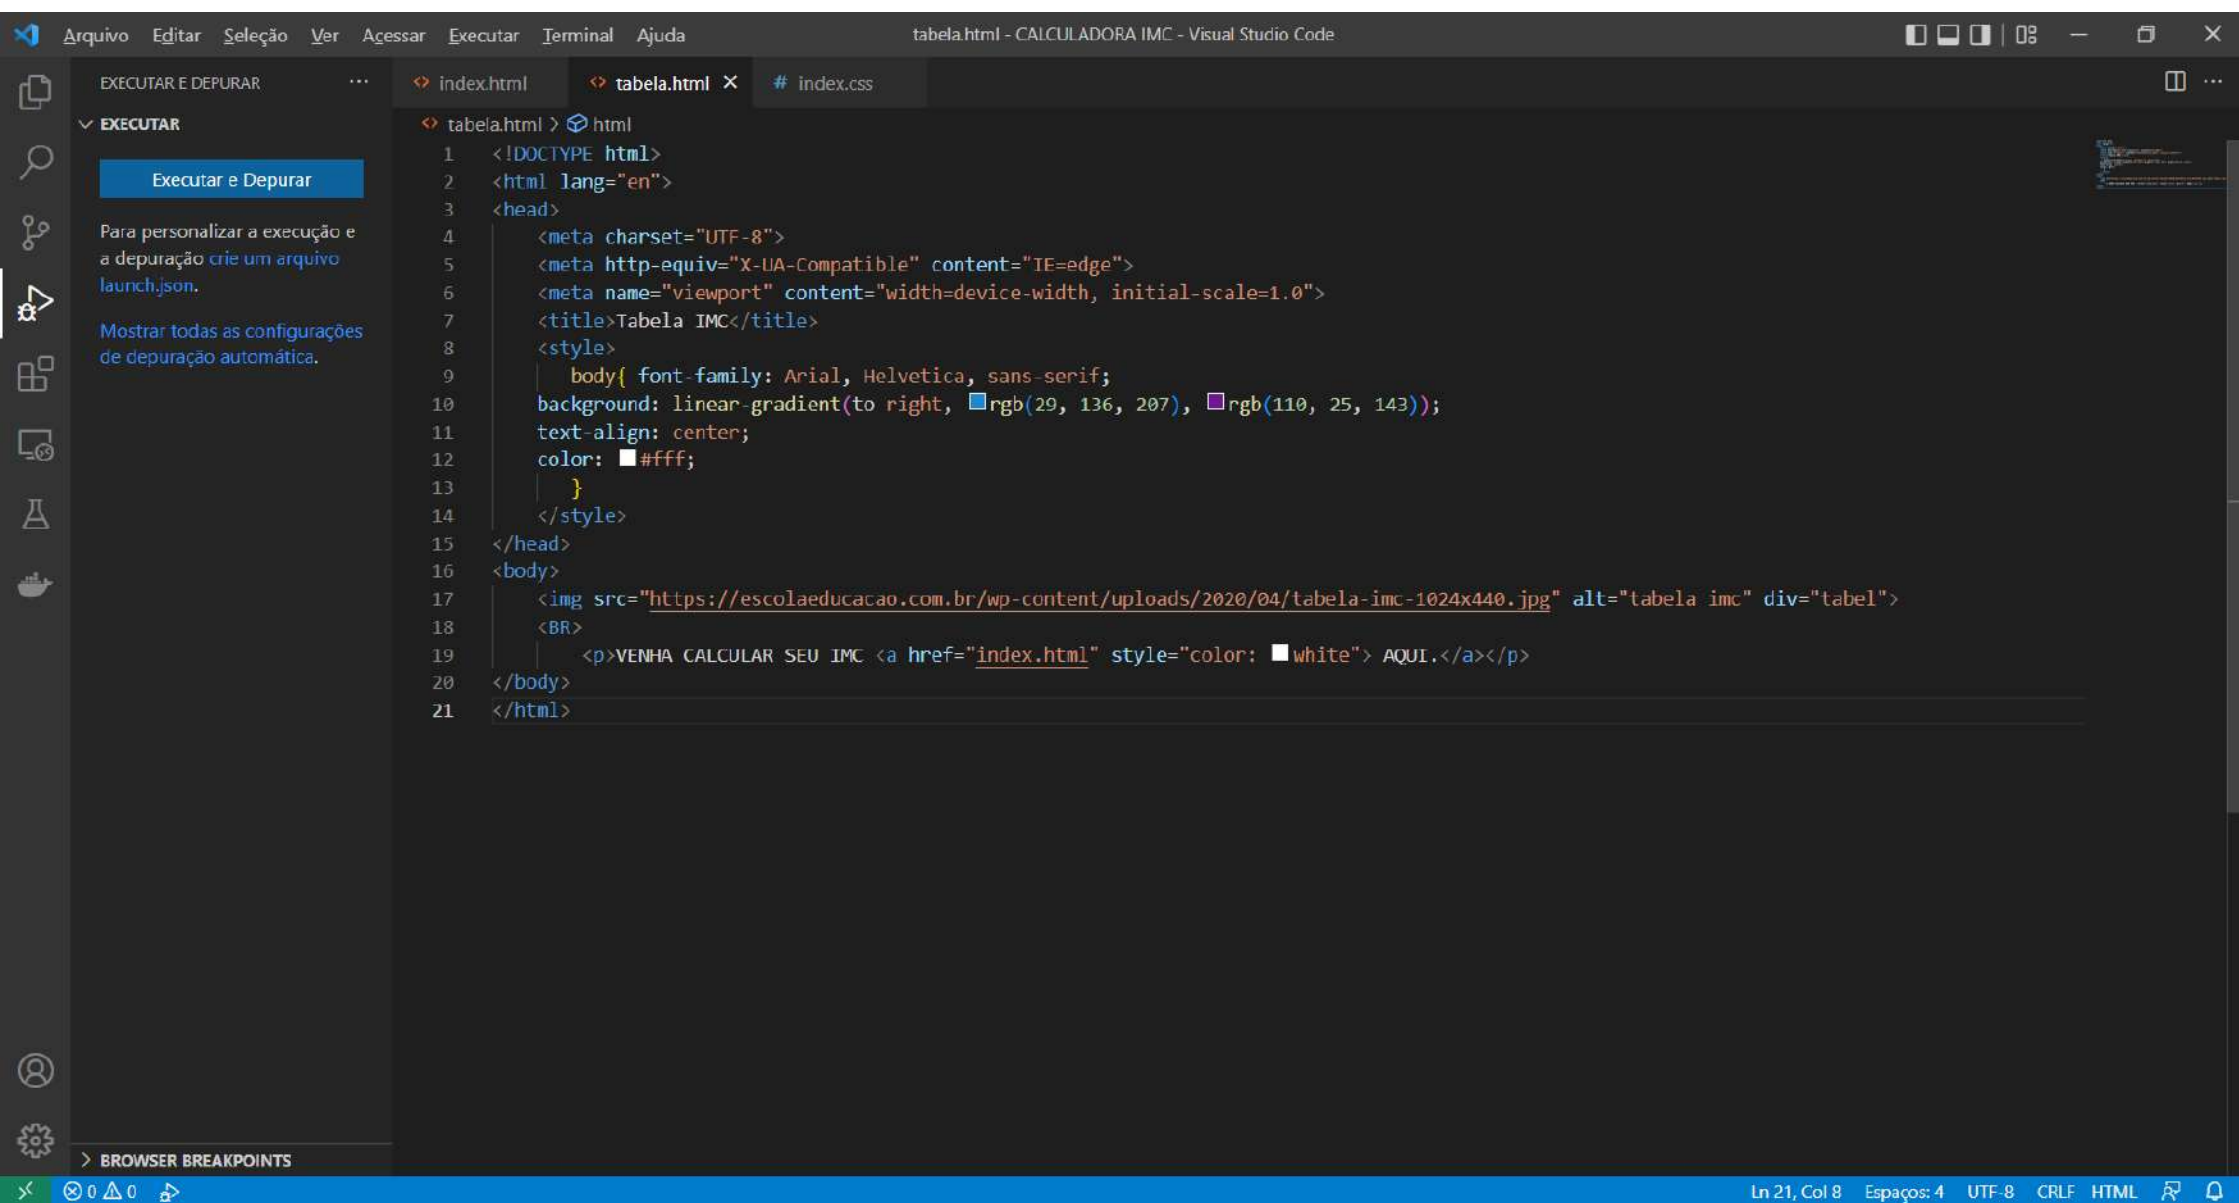 Arquivo Editar Seleção Ver Acessar Executar Terminal Ajuda
tabela.html - CALCULADORA IMC - Visual Studio Code
EXECUTAR E DEPURAR
index.html tabela.html index.css
EXECUTAR
tabela.html > html
Executar e Depurar
Para personalizar a execução e
a depuração crie um arquivo
launch.json.
Mostrar todas as configurações
de depuração automática.
1 <!DOCTYPE html>
2 <html lang="en">
3 <head>
4 <meta charset="UTF-8">
5 <meta http-equiv="X-UA-Compatible" content="IE=edge">
6 <meta name="viewport" content="width=device-width, initial-scale=1.0">
7 <title>Tabela IMC</title>
8 <style>
9 body{ font-family: Arial, Helvetica, sans-serif;
10 background: linear-gradient(to right, rgb(29, 136, 207), rgb(110, 25, 143));
11 text-align: center;
12 color: #fff;
13 }
14 </style>
15 </head>
16 <body>
17 <img src="https://escolaeducacao.com.br/wp-content/uploads/2020/04/tabela-imc-1024x440.jpg" alt="tabela imc" div="tabel">
18 <BR>
19 <p>VENHA CALCULAR SEU IMC <a href="index.html" style="color: white"> AQUI.</a></p>
20 </body>
21 </html>
BROWSER BREAKPOINTS
0 0
Ln 21, Col 8 Espaços: 4 UTF-8 CRLF HTML